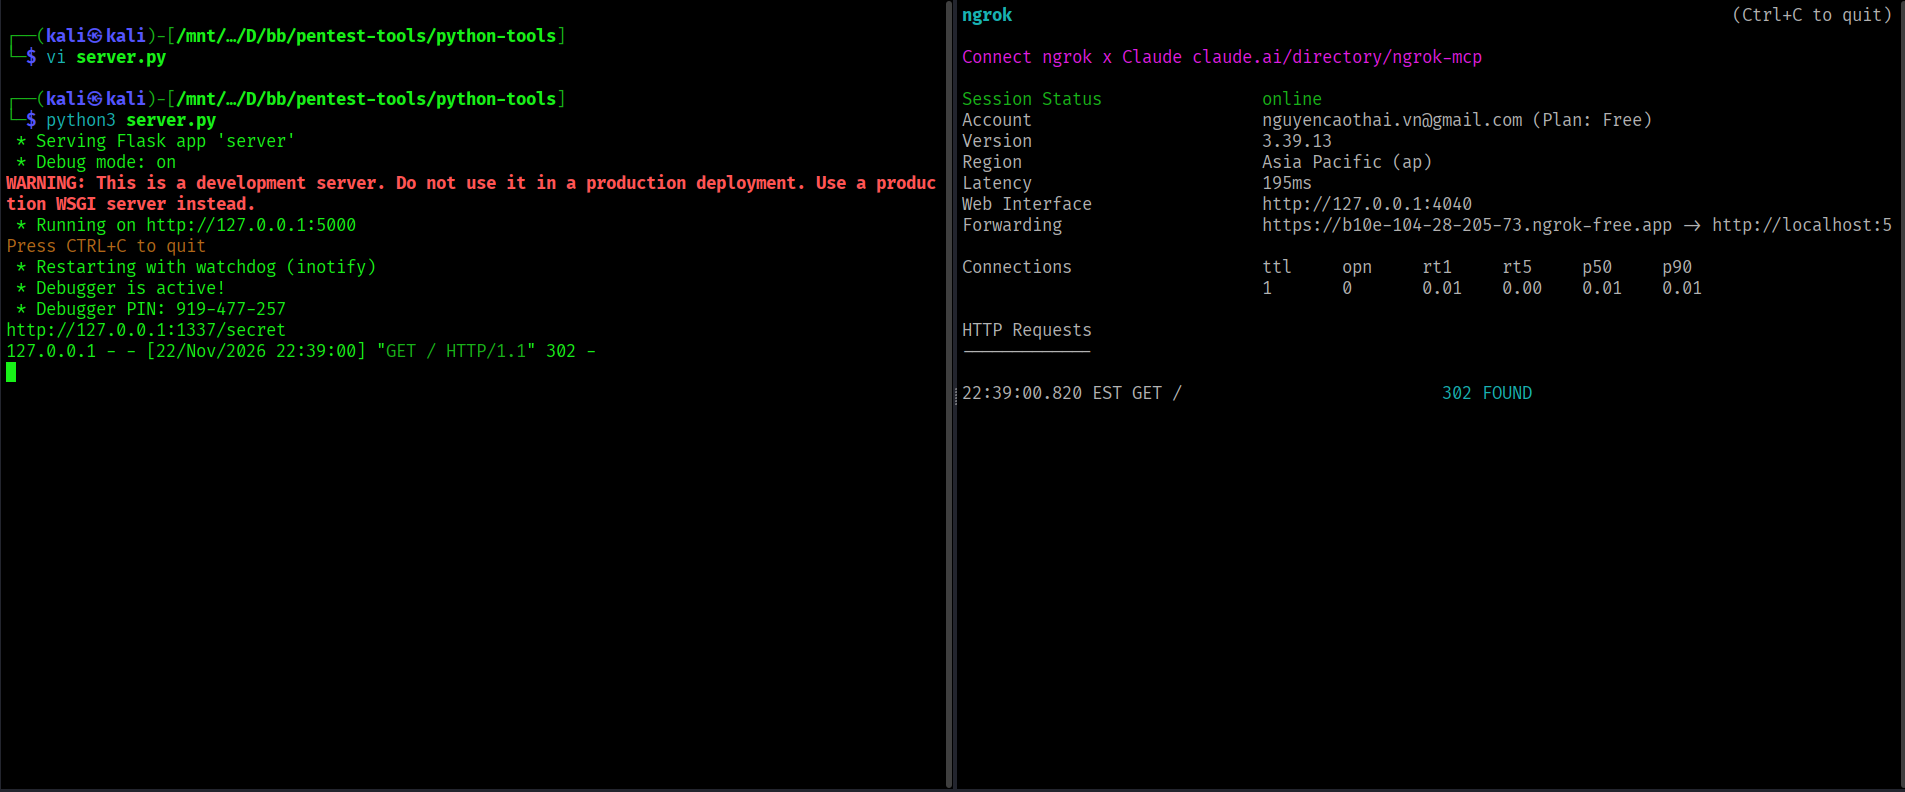 ┌──(kali㉿kali)-[/mnt/…/D/bb/pentest-tools/python-tools]
└─$ vi server.py
┌──(kali㉿kali)-[/mnt/…/D/bb/pentest-tools/python-tools]
└─$ python3 server.py
 * Serving Flask app 'server'
 * Debug mode: on
WARNING: This is a development server. Do not use it in a produc
tion WSGI server instead.
 * Running on http://127.0.0.1:5000
Press CTRL+C to quit
 * Restarting with watchdog (inotify)
 * Debugger is active!
 * Debugger PIN: 919-477-257
http://127.0.0.1:1337/secret
127.0.0.1 - - [22/Nov/2026 22:39:00] "GET / HTTP/1.1" 302 -
ngrok (Ctrl+C to quit)
Connect ngrok x Claude claude.ai/directory/ngrok-mcp
Session Status online
Account nguyencaothai.vn@gmail.com (Plan: Free)
Version 3.39.13
Region Asia Pacific (ap)
Latency 195ms
Web Interface http://127.0.0.1:4040
Forwarding https://b10e-104-28-205-73.ngrok-free.app -> http://localhost:5
Connections ttl opn rt1 rt5 p50 p90
1 0 0.01 0.00 0.01 0.01
HTTP Requests
-------------
22:39:00.820 EST GET / 302 FOUND